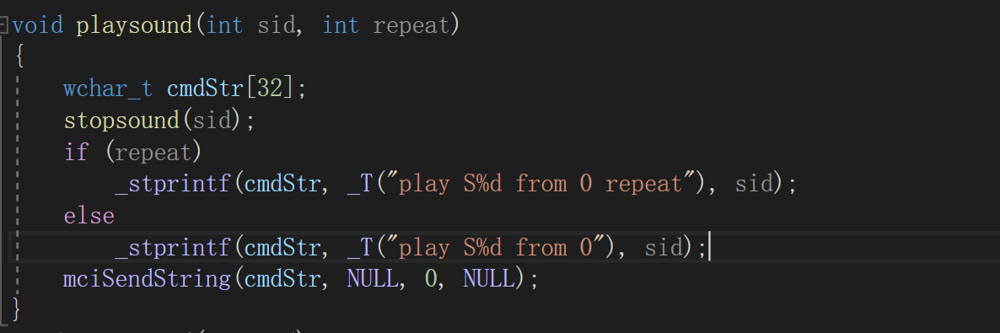 void playsound(int sid, int repeat)
{
    wchar_t cmdStr[32];
    stopsound(sid);
    if (repeat)
        _stprintf(cmdStr, _T("play S%d from 0 repeat"), sid);
    else
        _stprintf(cmdStr, _T("play S%d from 0"), sid);
    mciSendString(cmdStr, NULL, 0, NULL);
}